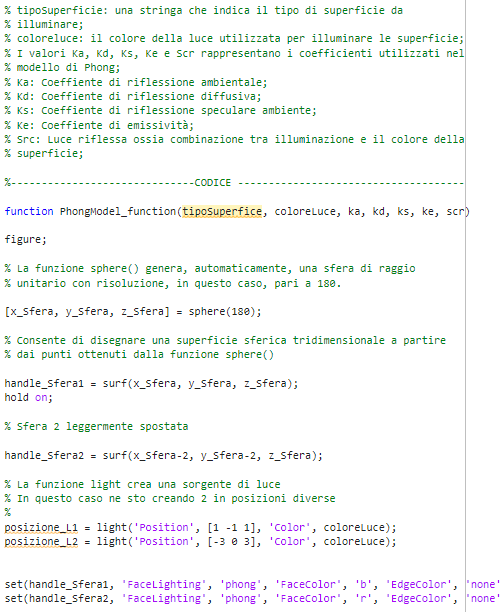 % tipoSuperficie: una stringa che indica il tipo di superficie da
% illuminare;
% coloreluce: il colore della luce utilizzata per illuminare le superficie;
% I valori Ka, Kd, Ks, Ke e Scr rappresentano i coefficienti utilizzati nel
% modello di Phong;
% Ka: Coeffiente di riflessione ambientale;
% Kd: Coeffiente di riflessione diffusiva;
% Ks: Coeffiente di riflessione speculare ambiente;
% Ke: Coeffiente di emissività;
% Src: Luce riflessa ossia combinazione tra illuminazione e il colore della
% superficie;
%----------------------------CODICE -----------------------------------
function PhongModel_function(tipoSuperfice, coloreLuce, ka, kd, ks, ke, scr)
figure;
% La funzione sphere() genera, automaticamente, una sfera di raggio
% unitario con risoluzione, in questo caso, pari a 180.
[x_Sfera, y_Sfera, z_Sfera] = sphere(180);
% Consente di disegnare una superficie sferica tridimensionale a partire
% dai punti ottenuti dalla funzione sphere()
handle_Sfera1 = surf(x_Sfera, y_Sfera, z_Sfera);
hold on;
% Sfera 2 leggermente spostata
handle_Sfera2 = surf(x_Sfera-2, y_Sfera-2, z_Sfera);
% La funzione light crea una sorgente di luce
% In questo caso ne sto creando 2 in posizioni diverse
%
posizione_L1 = light('Position', [1 -1 1], 'Color', coloreLuce);
posizione_L2 = light('Position', [-3 0 3], 'Color', coloreLuce);
set(handle_Sfera1, 'FaceLighting', 'phong', 'FaceColor', 'b', 'EdgeColor', 'none'
set(handle_Sfera2, 'FaceLighting', 'phong', 'FaceColor', 'r', 'EdgeColor', 'none'